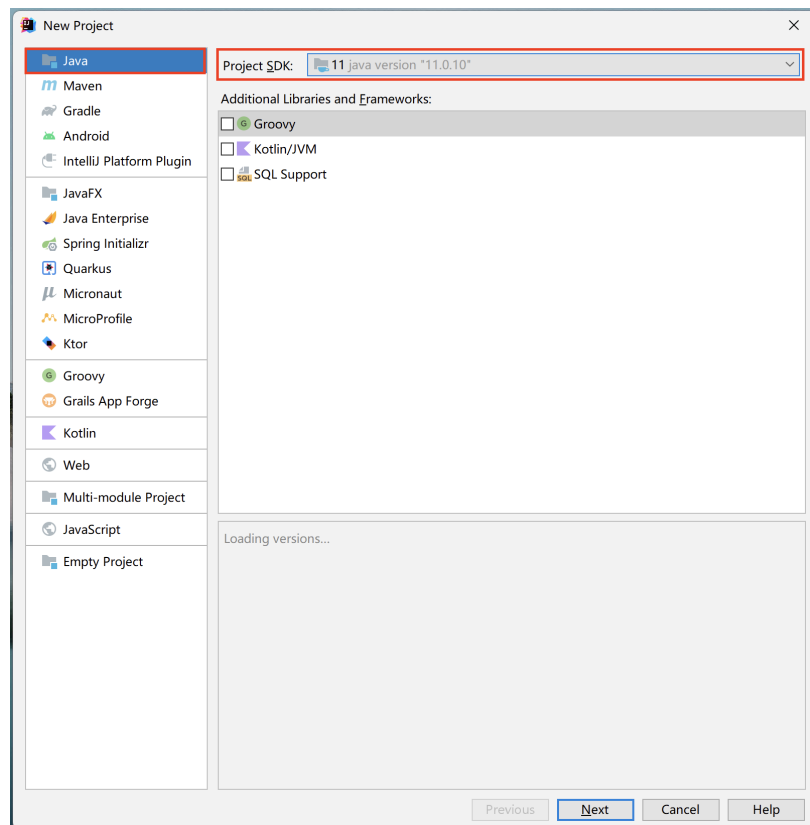 New Project
Java
Maven
Gradle
Android
IntelliJ Platform Plugin
JavaFX
Java Enterprise
Spring Initializr
Quarkus
Micronaut
MicroProfile
Ktor
Groovy
Grails App Forge
Kotlin
Web
Multi-module Project
JavaScript
Empty Project
Project SDK: 11 java version "11.0.10"
Additional Libraries and Frameworks:
Groovy
Kotlin/JVM
SQL Support
Loading versions...
Previous Next Cancel Help